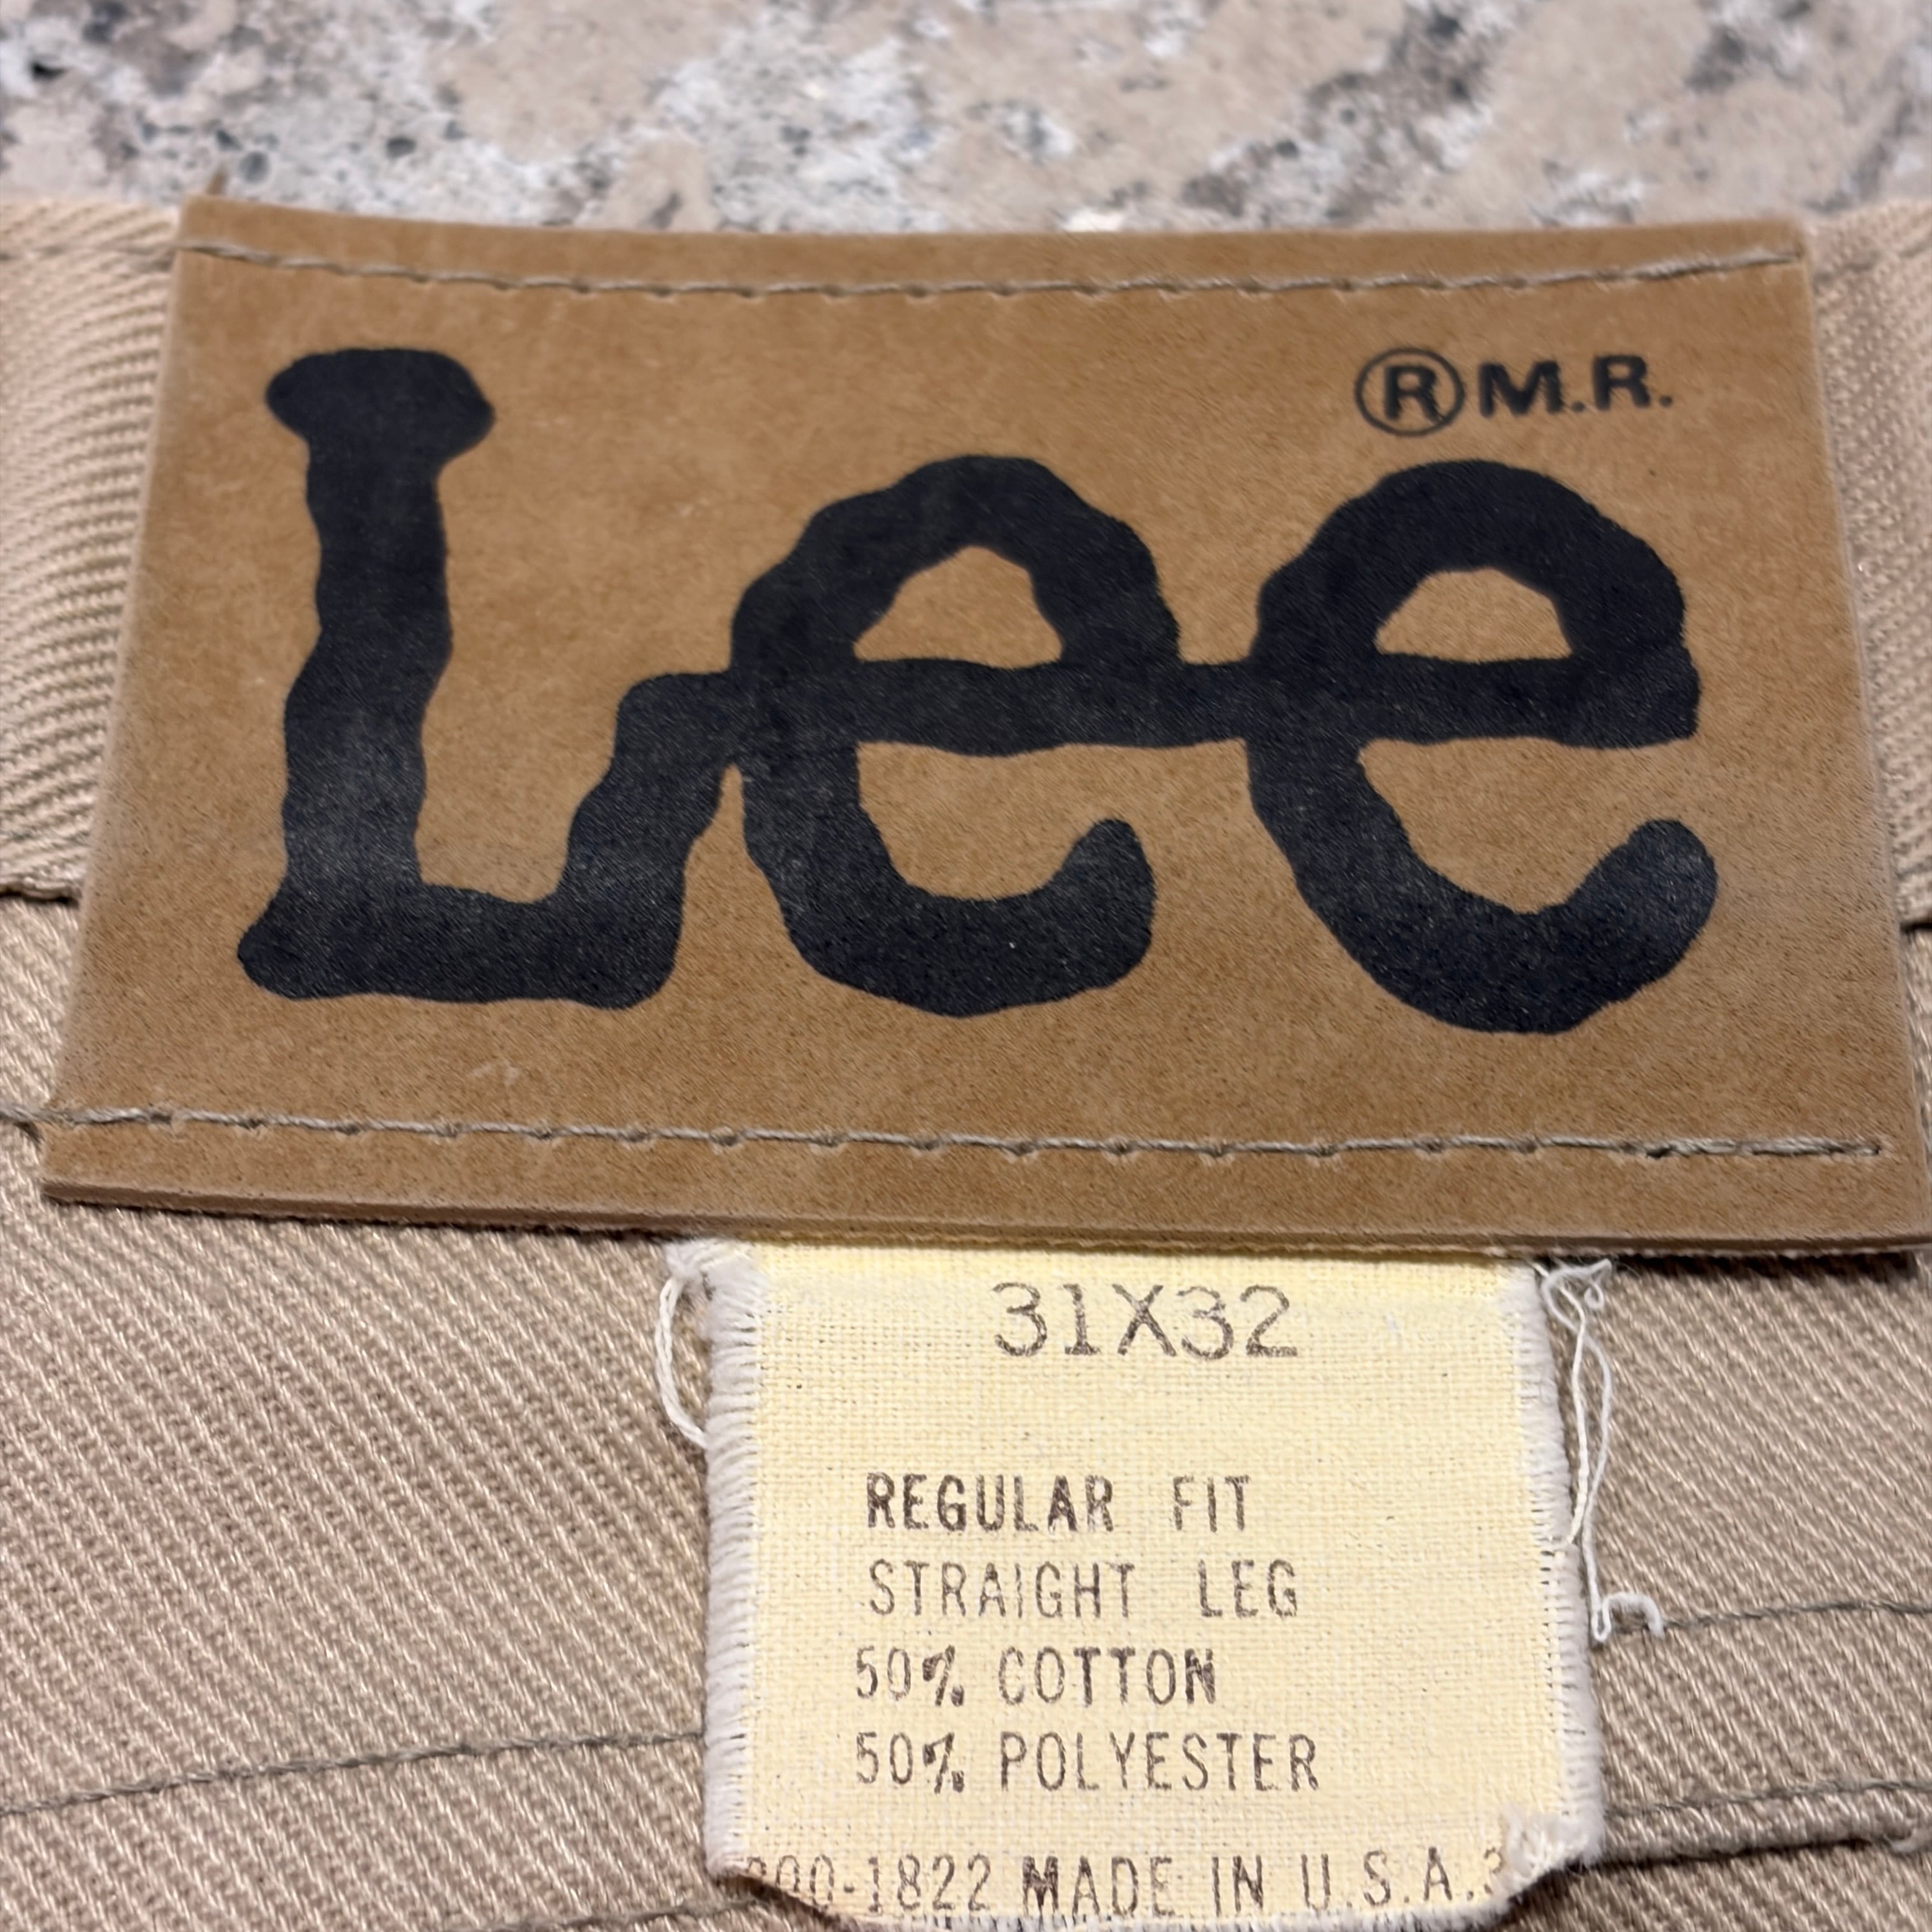 ® M.R.
Lee
31X32
REGULAR FIT
STRAIGHT LEG
50% COTTON
50% POLYESTER
MADE IN U.S.A.